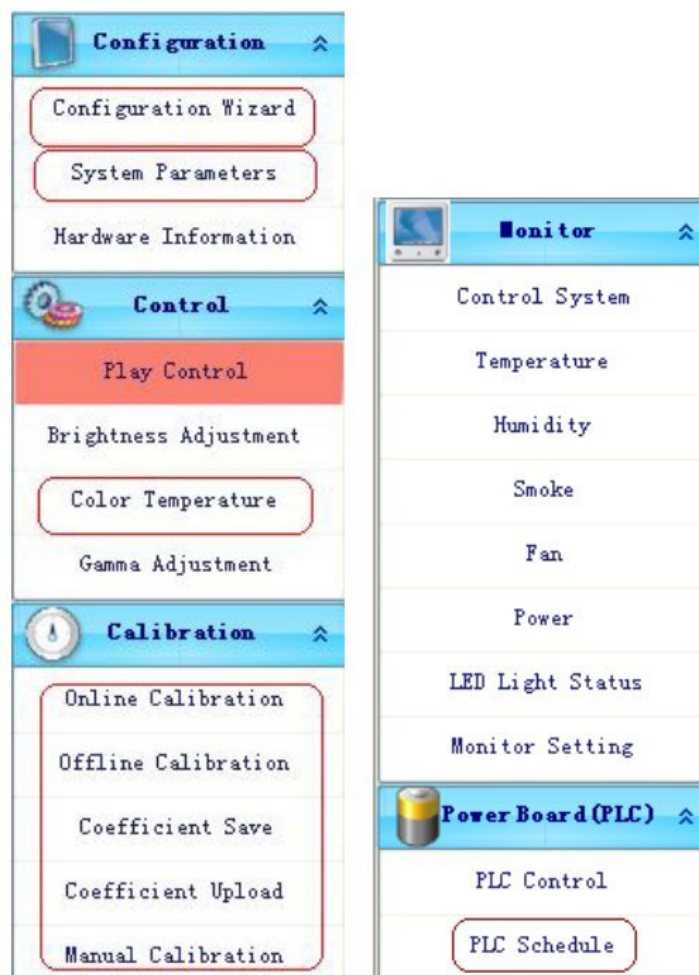 Configuration
Configuration Wizard
System Parameters
Hardware Information
Control
Play Control
Brightness Adjustment
Color Temperature
Gamma Adjustment
Calibration
Online Calibration
Offline Calibration
Coefficient Save
Coefficient Upload
Manual Calibration
Monitor
Control System
Temperature
Humidity
Smoke
Fan
Power
LED Light Status
Monitor Setting
Power Board(PLC)
PLC Control
PLC Schedule